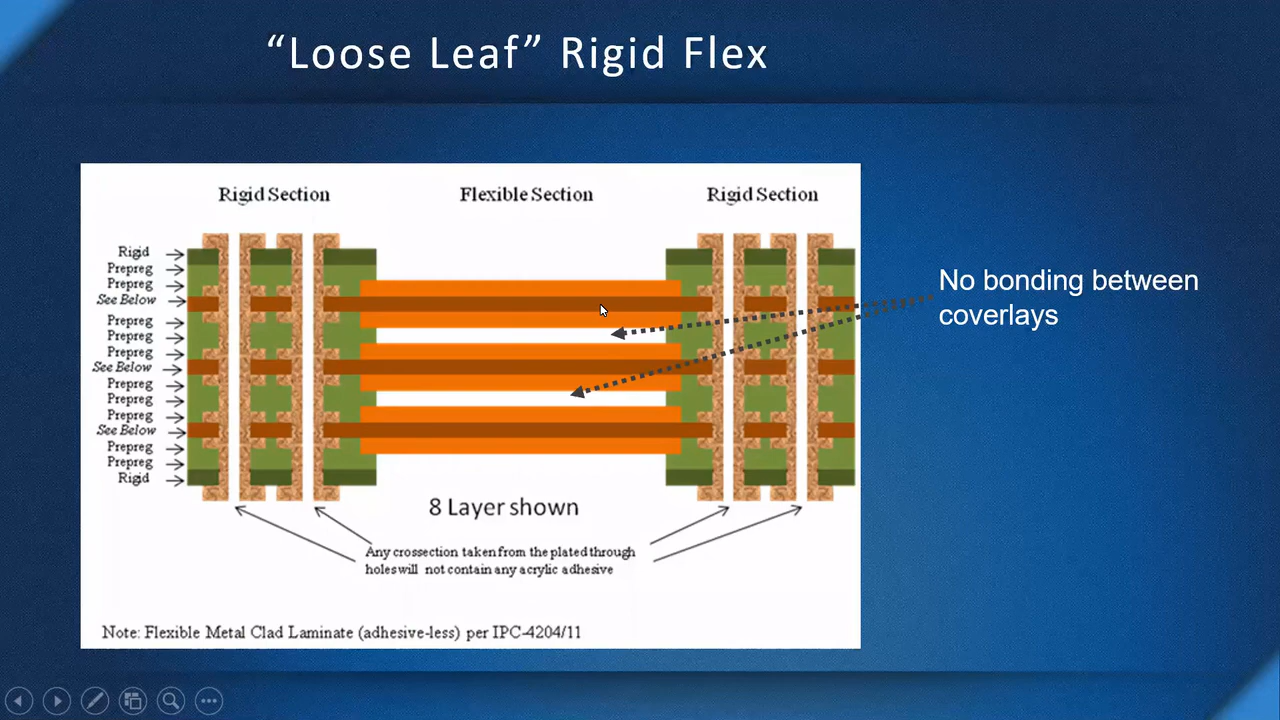 “Loose Leaf” Rigid Flex
Rigid Section
Flexible Section
Rigid Section
Rigid
Prepreg
Prepreg
See Below
Prepreg
Prepreg
Prepreg
See Below
Prepreg
Prepreg
Prepreg
See Below
Prepreg
Prepreg
Rigid
No bonding between
coverlays
8 Layer shown
Any crossection taken from the plated through
holes will not contain any acrylic adhesive
Note: Flexible Metal Clad Laminate (adhesive-less) per IPC-4204/11